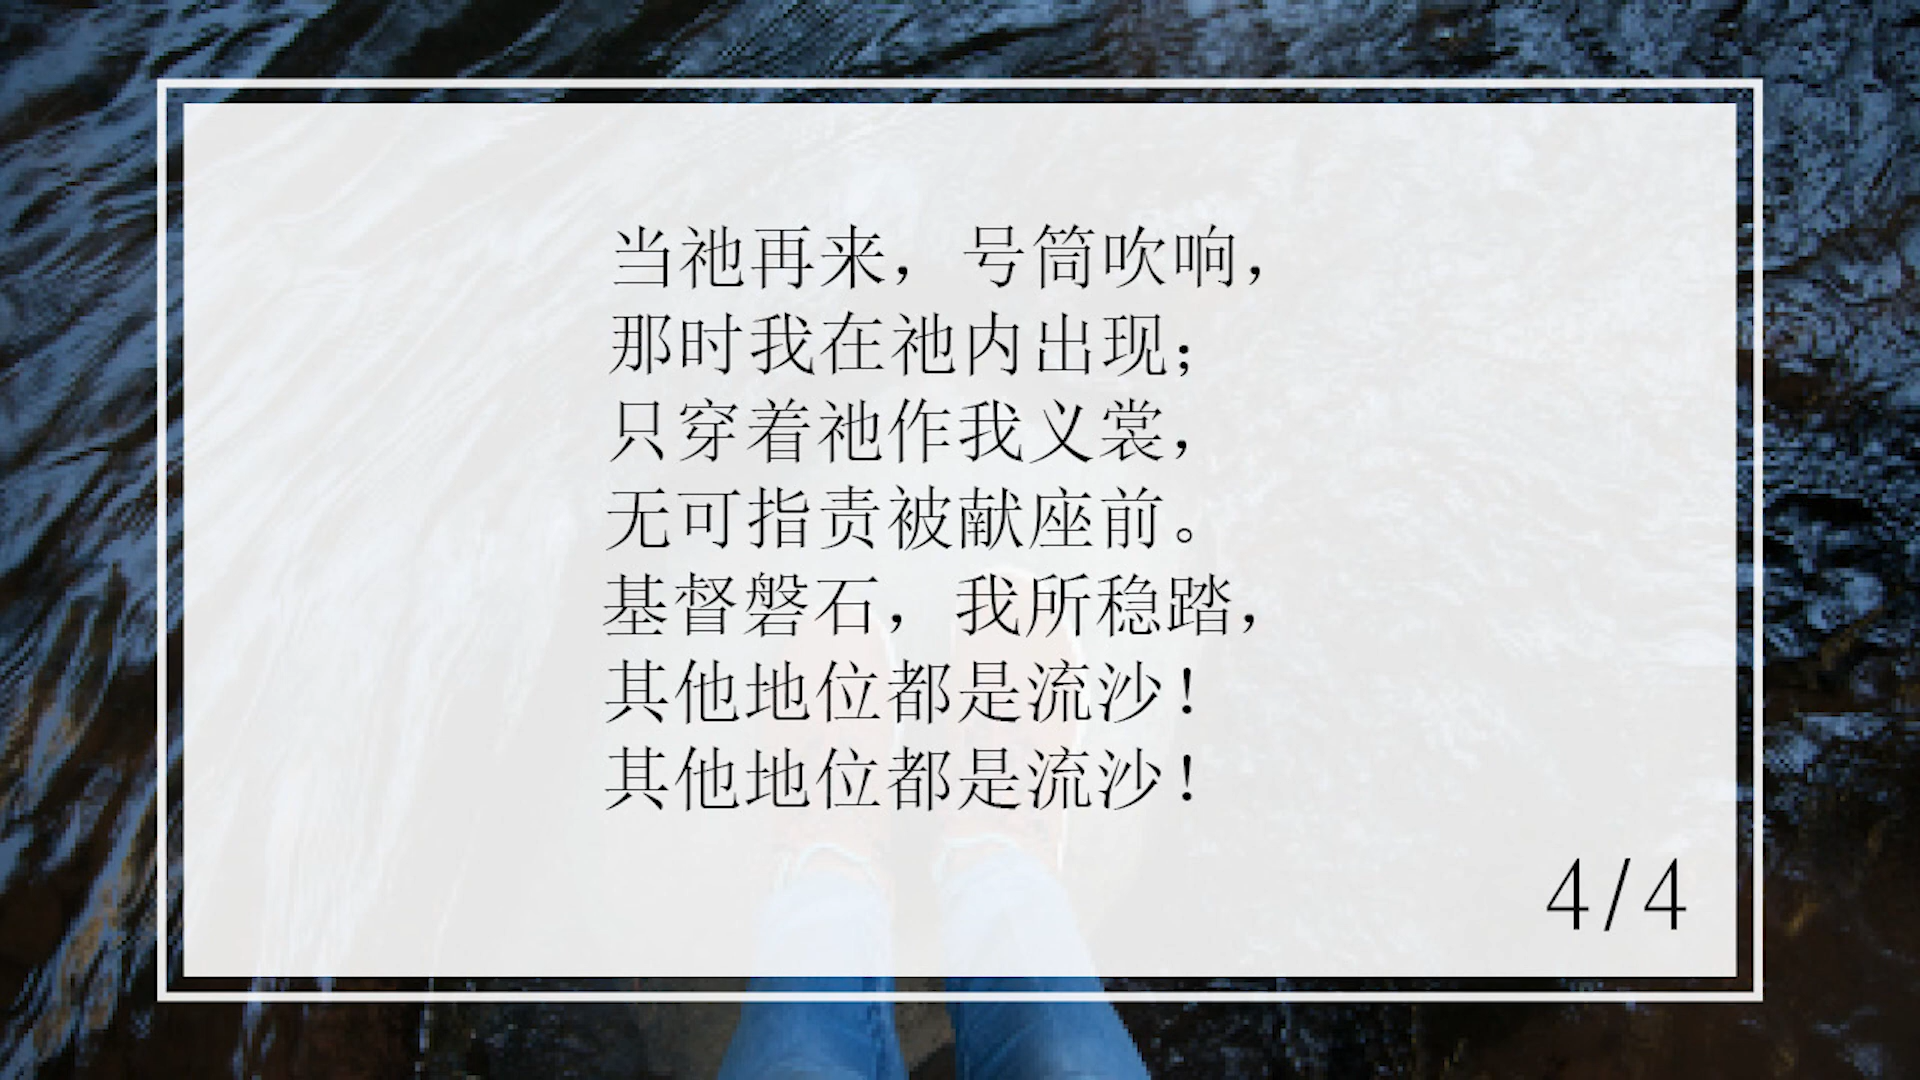 当祂再来，号筒吹响，
那时我在祂内出现；
只穿着祂作我义裳，
无可指责被献座前。
基督磐石，我所稳踏，
其他地位都是流沙！
其他地位都是流沙！
4/4